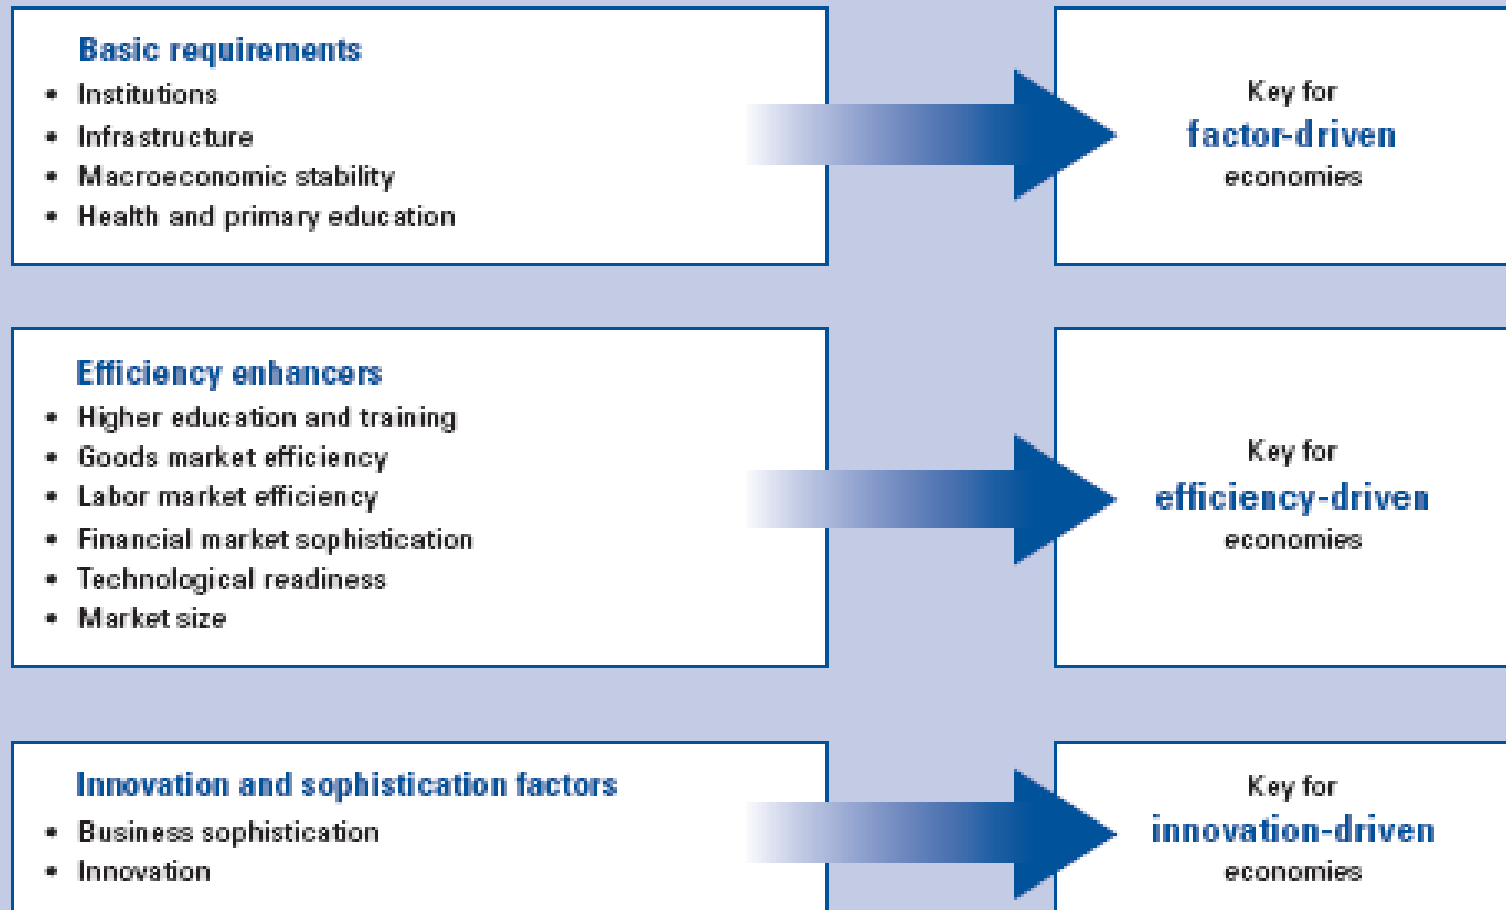 Basic requirements
• Institutions
• Infrastructure
• Macroeconomic stability
• Health and primary education
Key for
factor-driven
economies
Efficiency enhancers
• Higher education and training
• Goods market efficiency
• Labor market efficiency
• Financial market sophistication
• Technological readiness
• Market size
Key for
efficiency-driven
economies
Innovation and sophistication factors
• Business sophistication
• Innovation
Key for
innovation-driven
economies